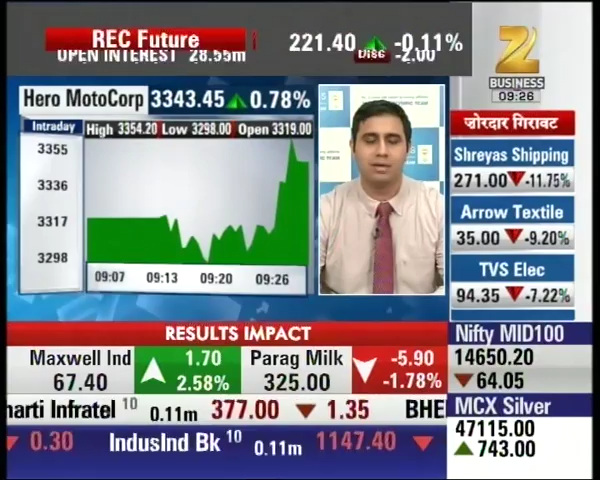 REC Future
221.40 -0.11%
OPEN INTEREST 28.55m
Disc -2.00
Z
BUSINESS
09:26
Hero MotoCorp 3343.45 0.78%
Intraday High 3354.20 Low 3298.00 Open 3319.00
3355
3336
3317
3298
09:07 09:13 09:20 09:26
ज़ोरदार गिरावट
Shreyas Shipping
271.00 -11.75%
Arrow Textile
35.00 -9.20%
TVS Elec
94.35 -7.22%
RESULTS IMPACT
Maxwell Ind 1.70
67.40 2.58%
Parag Milk -5.90
325.00 -1.78%
Nifty MID100
14650.20
64.05
MCX Silver
47115.00
743.00
harti Infratel 10 0.11m 377.00 1.35 BHE
0.30 IndusInd Bk 10 0.11m 1147.40